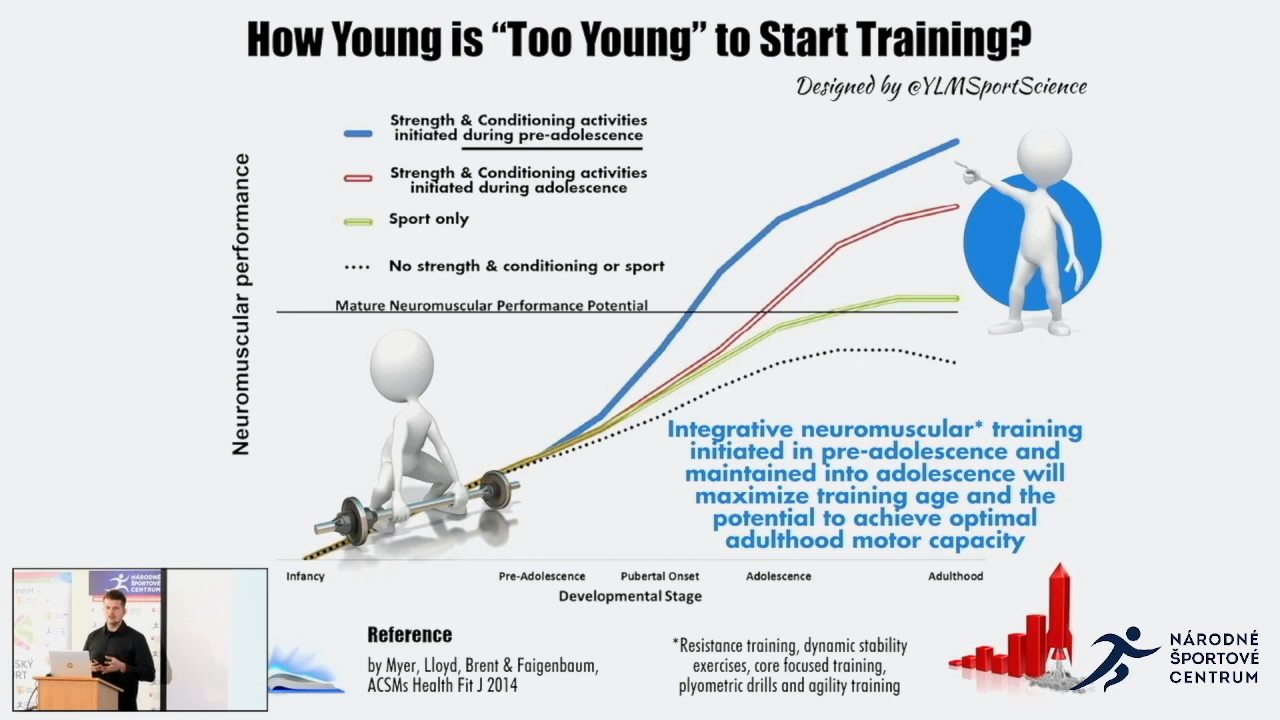 How Young is “Too Young” to Start Training?
Designed by @YLMSportScience
Strength & Conditioning activities
initiated during pre-adolescence
Strength & Conditioning activities
initiated during adolescence
Sport only
No strength & conditioning or sport
Mature Neuromuscular Performance Potential
Neuromuscular performance
Integrative neuromuscular* training
initiated in pre-adolescence and
maintained into adolescence will
maximize training age and the
potential to achieve optimal
adulthood motor capacity
Infancy
Pre-Adolescence
Pubertal Onset
Adolescence
Adulthood
Developmental Stage
Reference
by Myer, Lloyd, Brent & Faigenbaum,
ACSMs Health Fit J 2014
*Resistance training, dynamic stability
exercises, core focused training,
plyometric drills and agility training
NÁRODNÉ
ŠPORTOVÉ
CENTRUM
NÁRODNÉ
ŠPORTOVÉ
CENTRUM